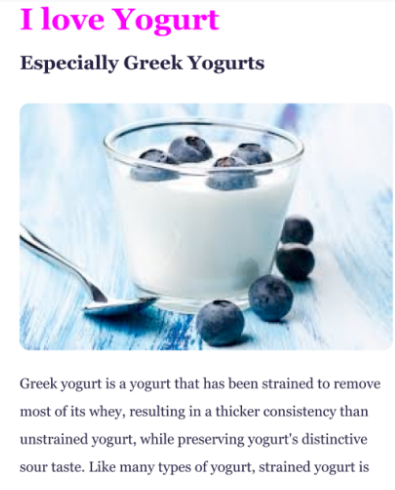 I love Yogurt
Especially Greek Yogurts
Greek yogurt is a yogurt that has been strained to remove
most of its whey, resulting in a thicker consistency than
unstrained yogurt, while preserving yogurt's distinctive
sour taste. Like many types of yogurt, strained yogurt is